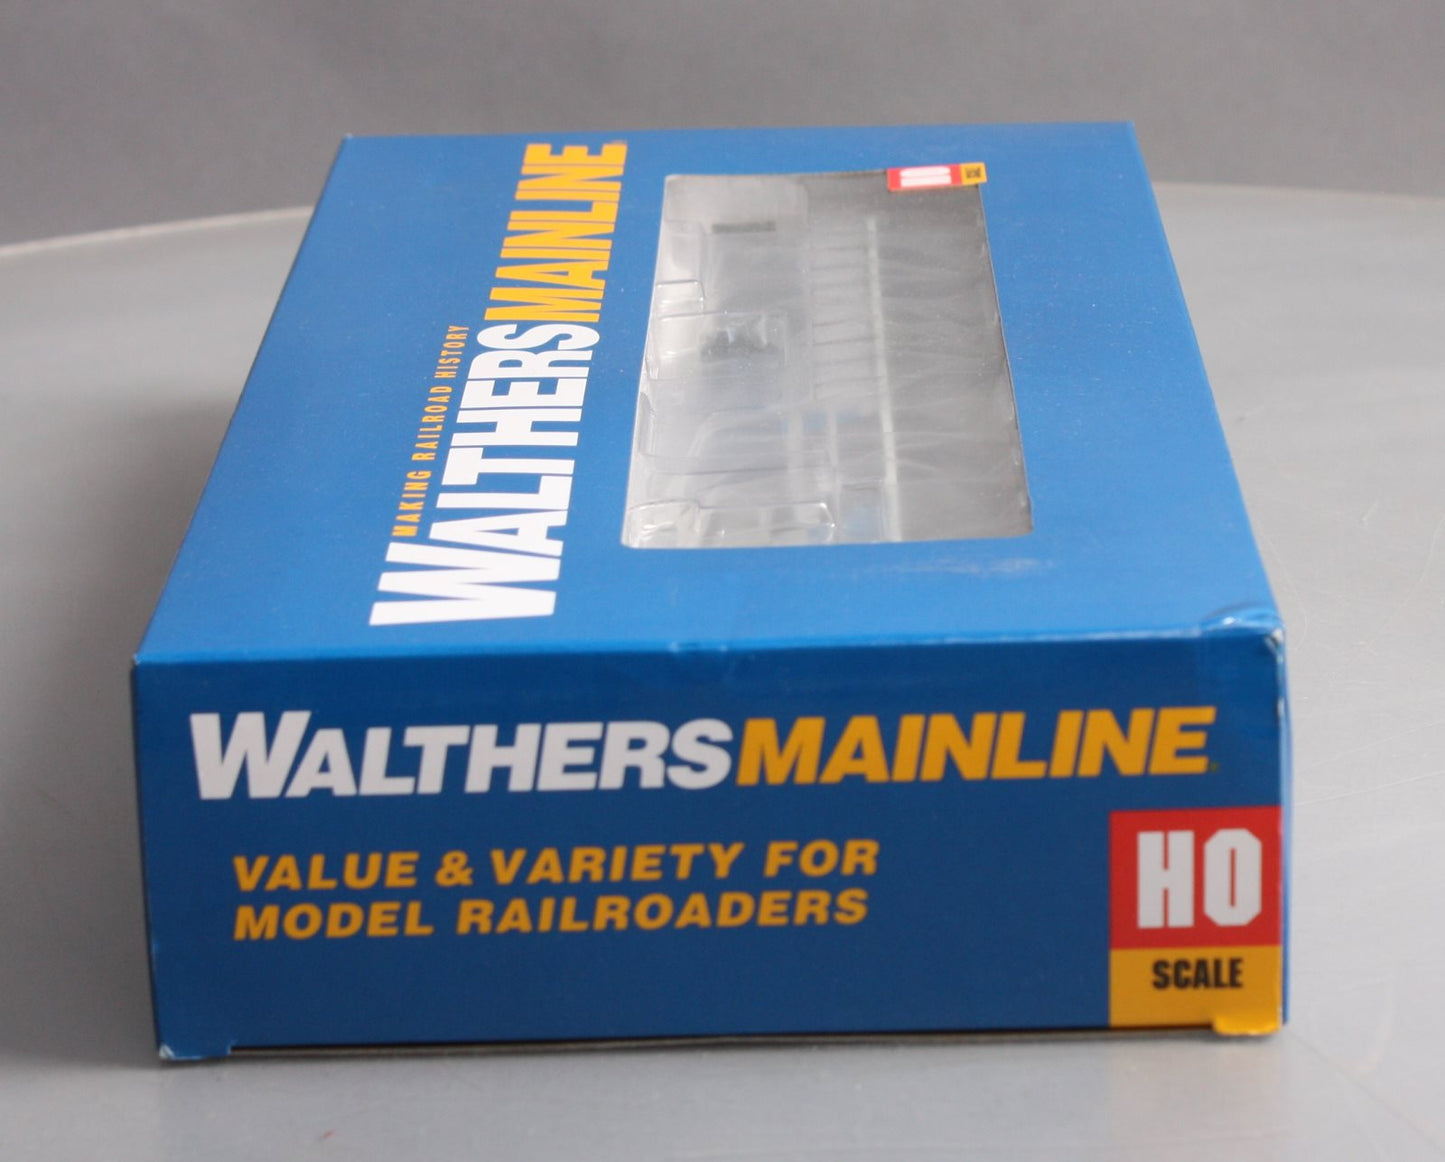 MAKING RAILROAD HISTORY
WALTHERSMAINLINE
HO
WALTHERSMAINLINE
VALUE & VARIETY FOR
MODEL RAILROADERS
HO
SCALE